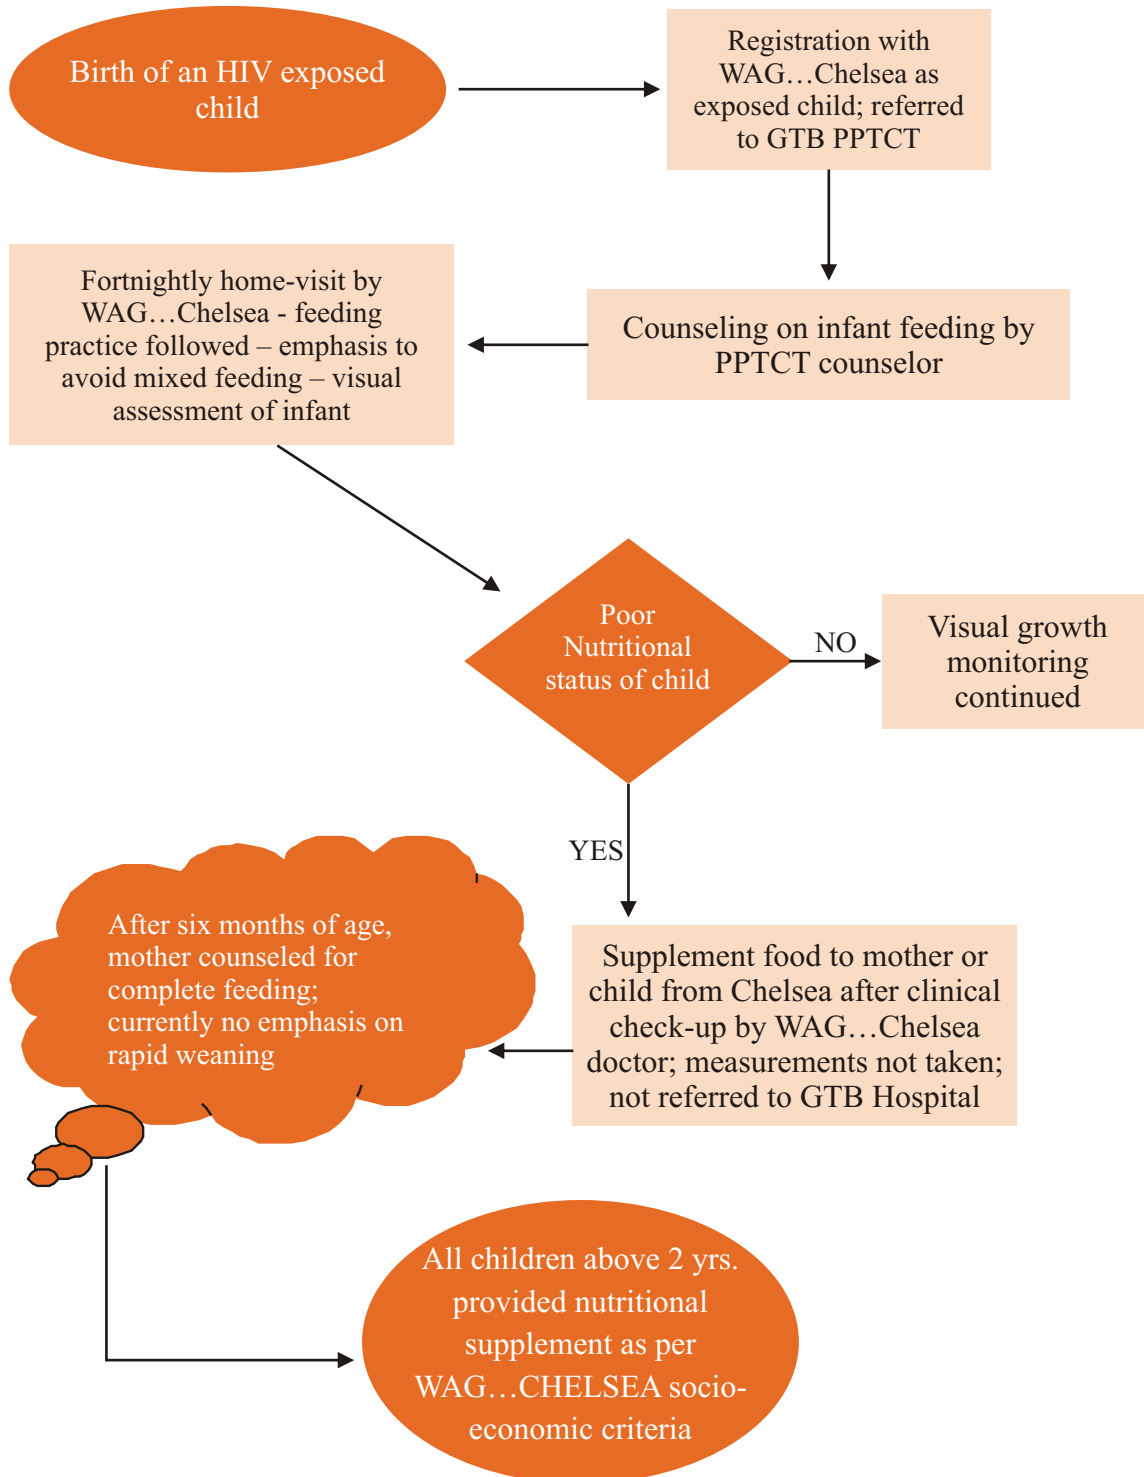 Birth of an HIV exposed
child
Registration with
WAG…Chelsea as
exposed child; referred
to GTB PPTCT
Counseling on infant feeding by
PPTCT counselor
Fortnightly home-visit by
WAG…Chelsea - feeding
practice followed – emphasis to
avoid mixed feeding – visual
assessment of infant
Poor
Nutritional
status of child
NO
Visual growth
monitoring
continued
YES
Supplement food to mother or
child from Chelsea after clinical
check-up by WAG…Chelsea
doctor; measurements not taken;
not referred to GTB Hospital
After six months of age,
mother counseled for
complete feeding;
currently no emphasis on
rapid weaning
All children above 2 yrs.
provided nutritional
supplement as per
WAG…CHELSEA socio-
economic criteria